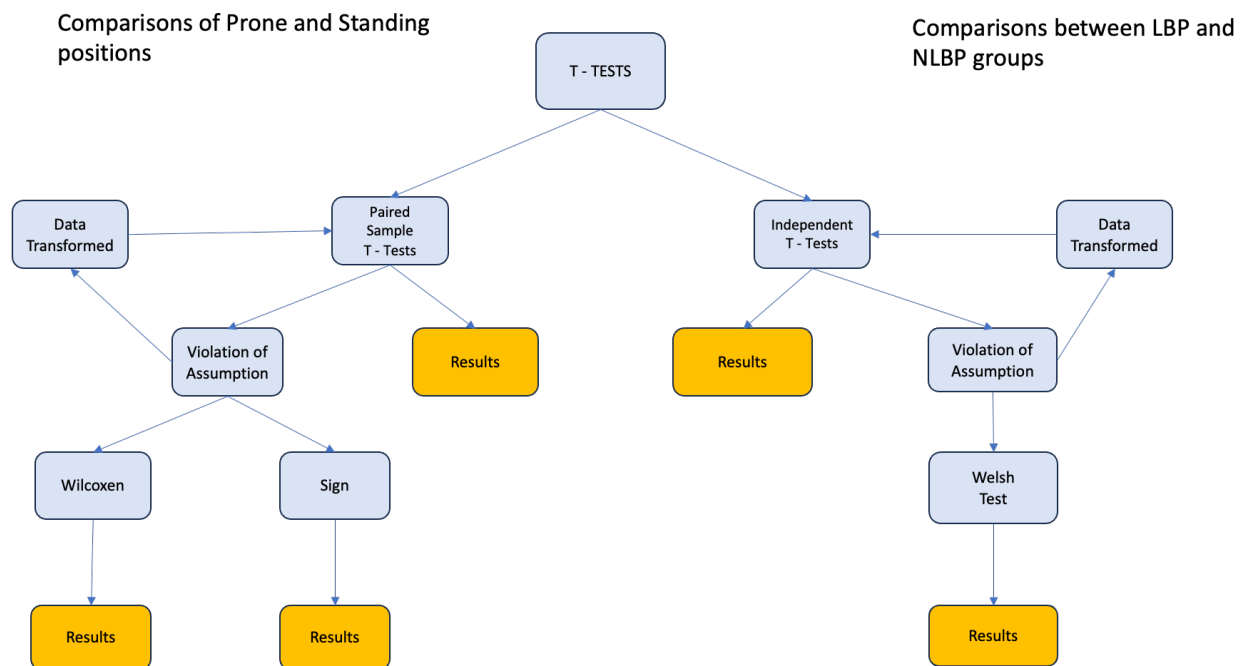 Comparisons of Prone and Standing
positions
Comparisons between LBP and
NLBP groups
T - TESTS
Data
Transformed
Paired
Sample
T - Tests
Independent
T - Tests
Data
Transformed
Violation of
Assumption
Results
Results
Violation of
Assumption
Wilcoxen
Sign
Welsh
Test
Results
Results
Results